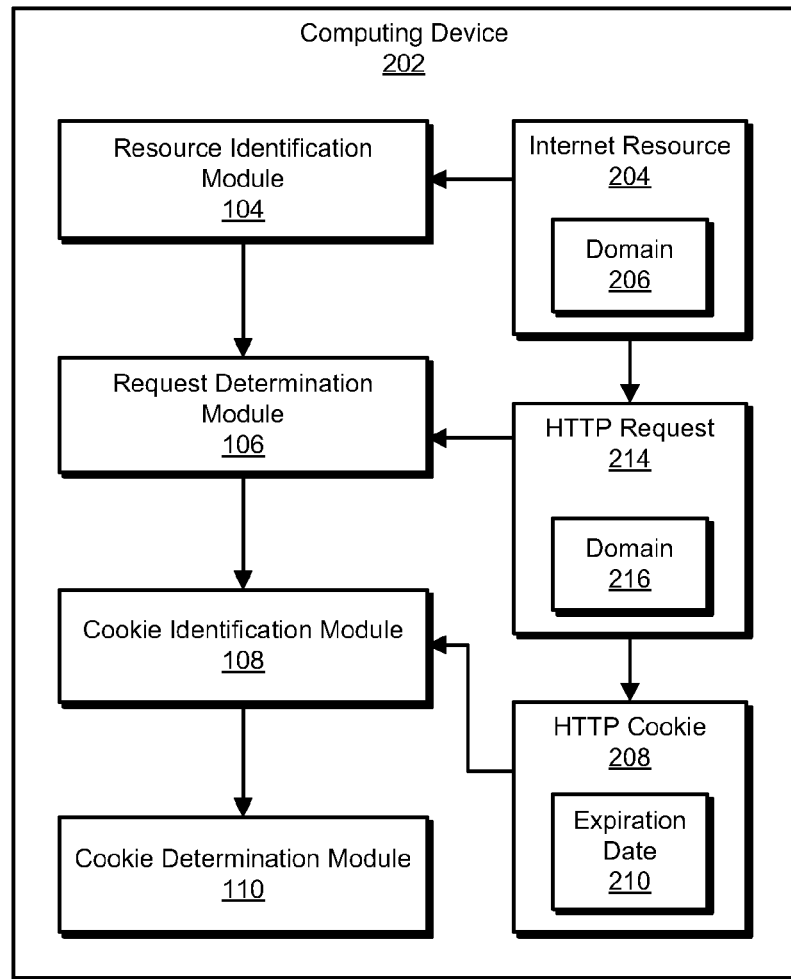 Computing Device
202
Resource Identification
Module
104
Internet Resource
204
Domain
206
Request Determination
Module
106
HTTP Request
214
Domain
216
Cookie Identification Module
108
HTTP Cookie
208
Expiration
Date
210
Cookie Determination Module
110